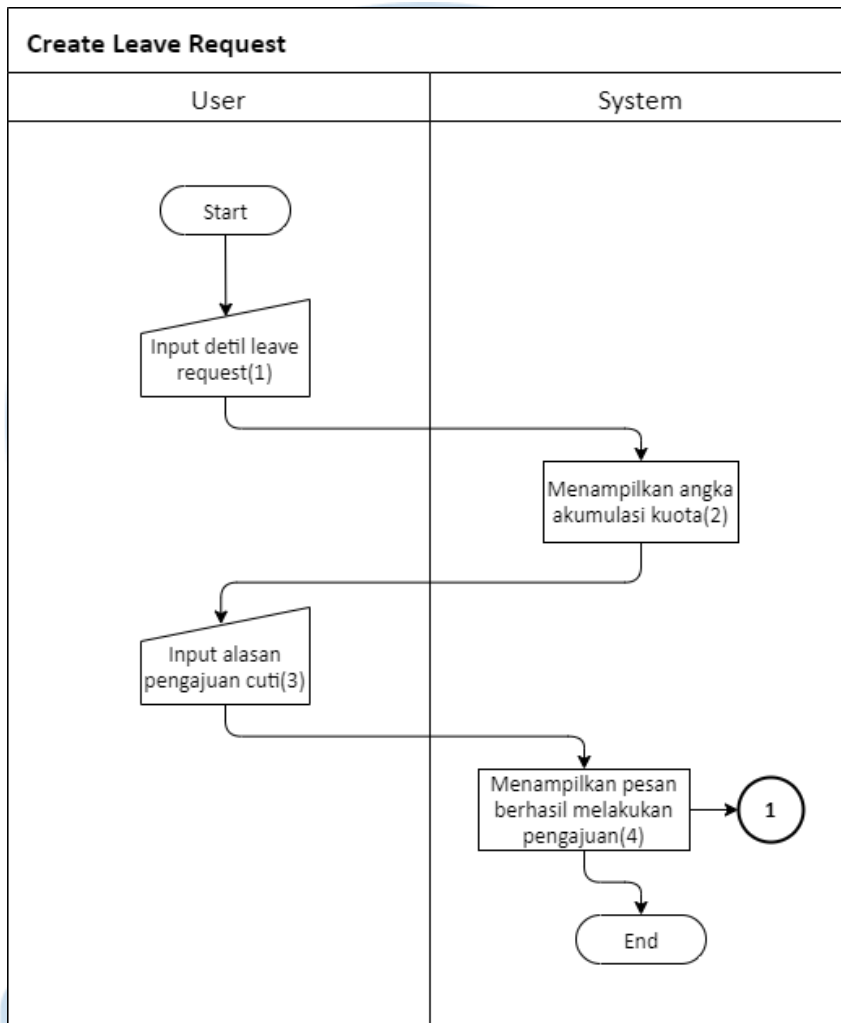 Create Leave Request
User
System
Start
Input detil leave
request(1)
Menampilkan angka
akumulasi kuota(2)
Input alasan
pengajuan cuti(3)
Menampilkan pesan
berhasil melakukan
pengajuan(4)
1
End